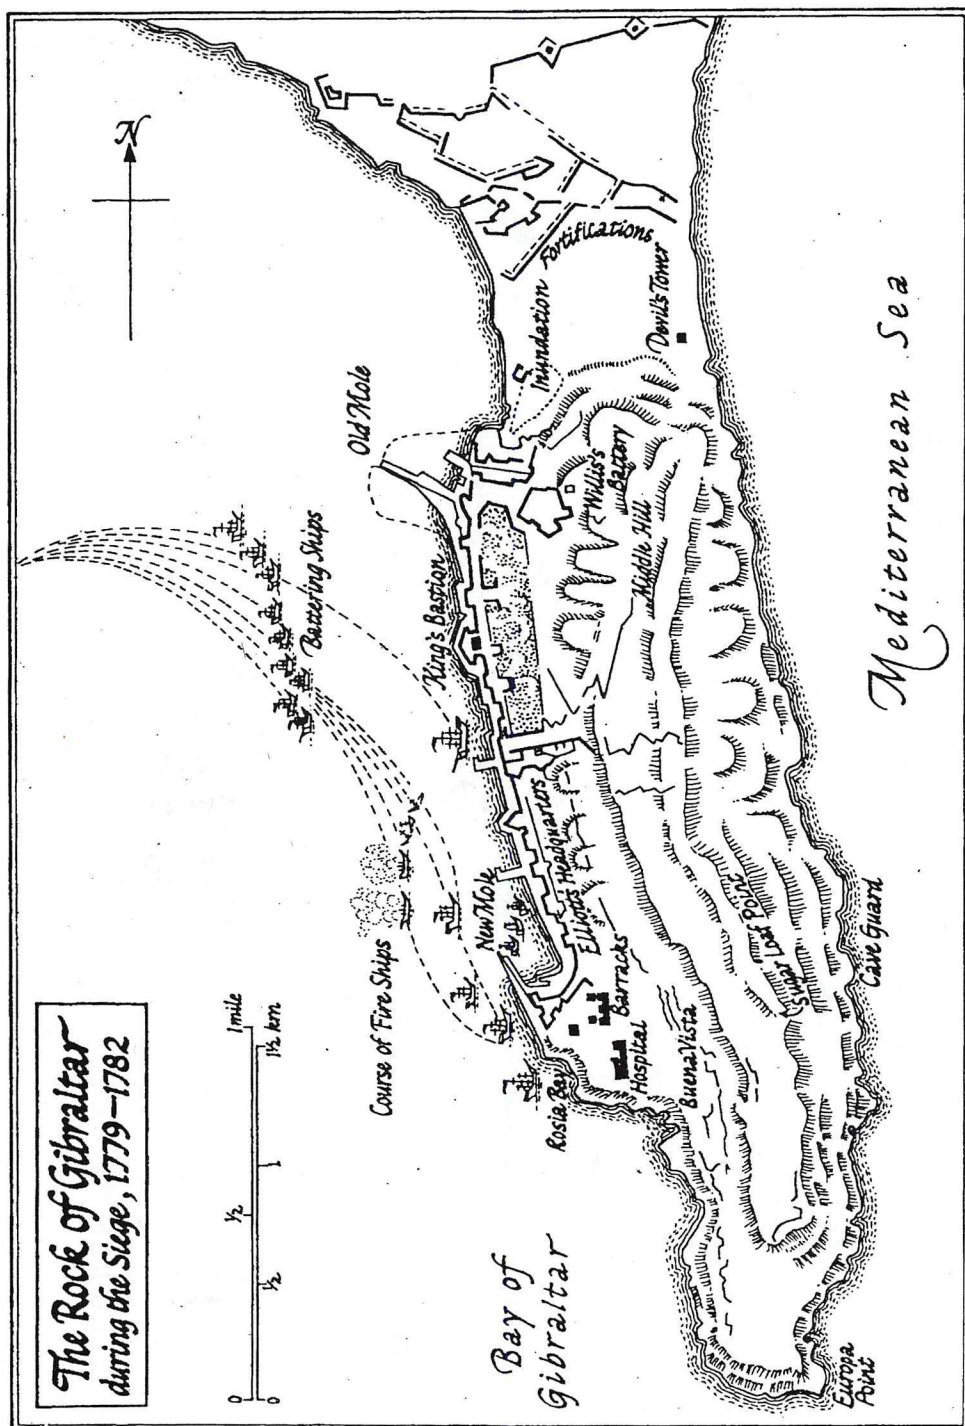 The Rock of Gibraltar
during the Siege, 1779–1782
0 ½ 1 mile
0 ½ 1 1½ km
N
Course of Fire Ships
Battering Ships
Old Mole
King's Bastion
New Mole
Elliott's Headquarters
Inundation
Fortifications
Devil's Tower
Willis's
Battery
Middle Hill
Rosia Bay
Hospital
Barracks
Buena Vista
Sugar Loaf Point
Cave Guard
Europa
Point
Bay of
Gibraltar
Mediterranean Sea